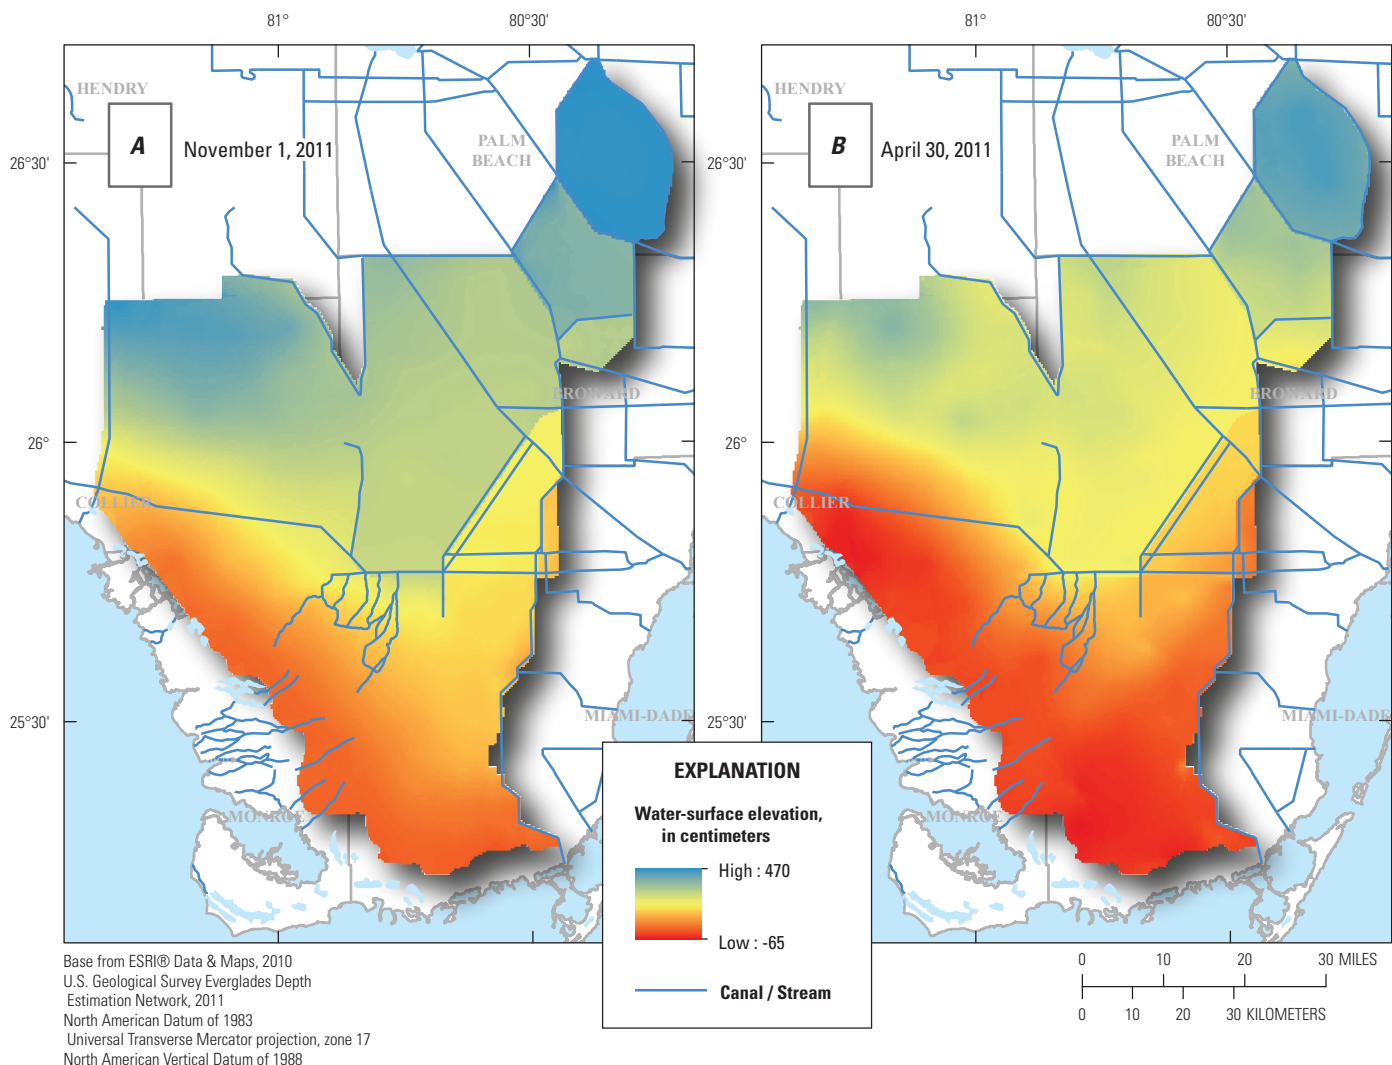 81°
80°30'
81°
80°30'
HENDRY
A
November 1, 2011
PALM
BEACH
26°30'
BROWARD
26°
COLLIER
25°30'
MIAMI-DADE
MONROE
HENDRY
B
April 30, 2011
PALM
BEACH
26°30'
BROWARD
26°
COLLIER
25°30'
MIAMI-DADE
MONROE
EXPLANATION
Water-surface elevation,
in centimeters
High : 470
Low : -65
Canal / Stream
Base from ESRI® Data & Maps, 2010
U.S. Geological Survey Everglades Depth
Estimation Network, 2011
North American Datum of 1983
Universal Transverse Mercator projection, zone 17
North American Vertical Datum of 1988
0 10 20 30 MILES
0 10 20 30 KILOMETERS